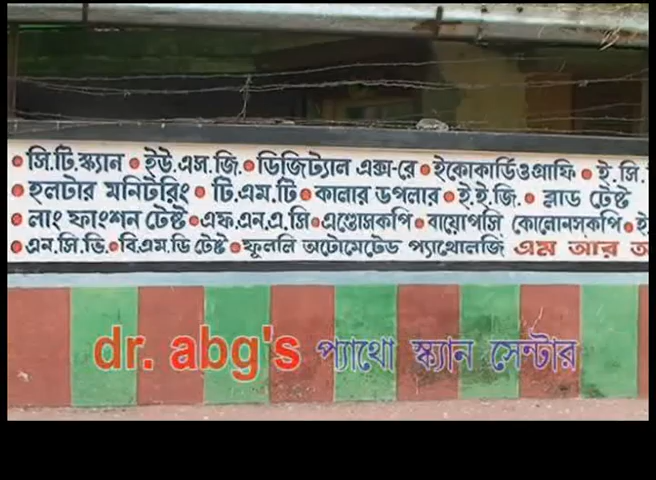 • সি.টি.স্ক্যান • ইউ.এস.জি. • ডিজিট্যাল এক্স-রে • ইকোকার্ডিওগ্রাফি • ই.সি.
• হলটার মনিটরিং • টি.এম.টি • কালার ডপলার • ই.ই.জি. • ব্লাড টেষ্ট
• লাং ফাংশন টেষ্ট • এফ.এন.এ.সি • এণ্ডোসকপি • বায়োপসি কোলোনসকপি •
• এন.সি.ভি. • বি.এম.ডি টেষ্ট • ফুললি অটোমেটেড প্যাথোলজি এম আর
dr. abg's প্যাথো স্ক্যান সেন্টার